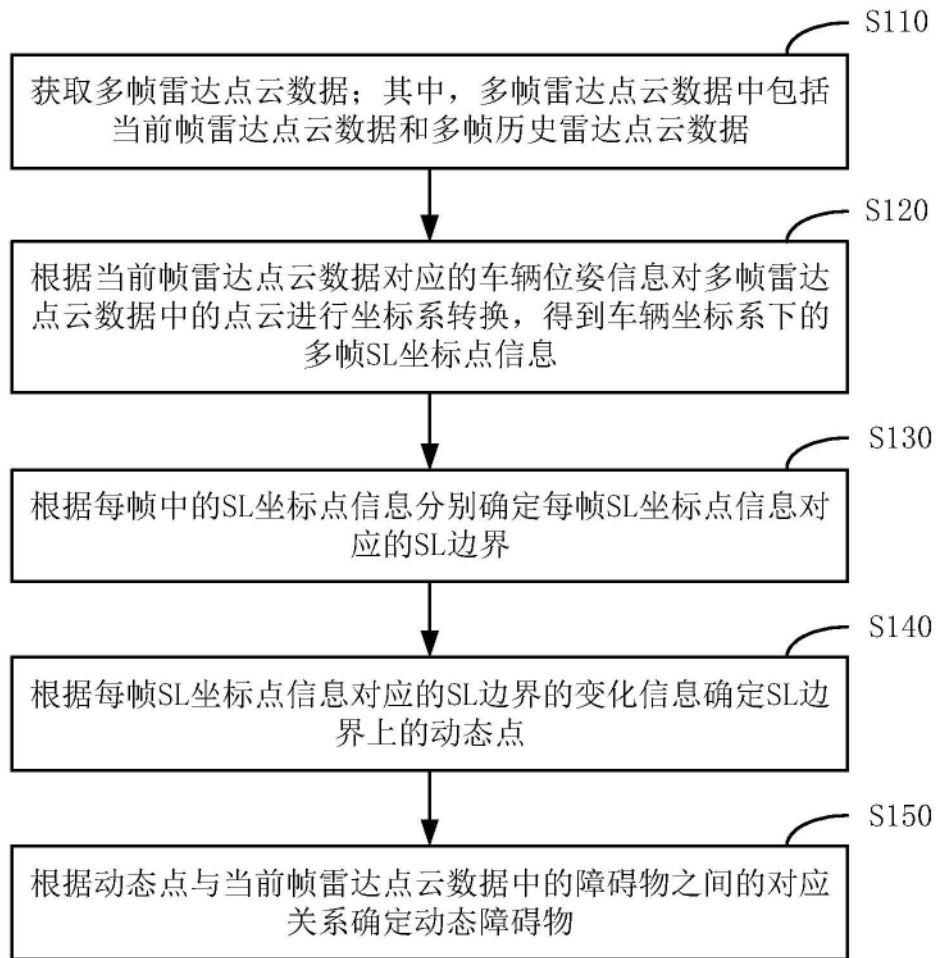 S110
获取多帧雷达点云数据；其中，多帧雷达点云数据中包括
当前帧雷达点云数据和多帧历史雷达点云数据
S120
根据当前帧雷达点云数据对应的车辆位姿信息对多帧雷达
点云数据中的点云进行坐标系转换，得到车辆坐标系下的
多帧SL坐标点信息
S130
根据每帧中的SL坐标点信息分别确定每帧SL坐标点信息对
应的SL边界
S140
根据每帧SL坐标点信息对应的SL边界的变化信息确定SL边
界上的动态点
S150
根据动态点与当前帧雷达点云数据中的障碍物之间的对应
关系确定动态障碍物